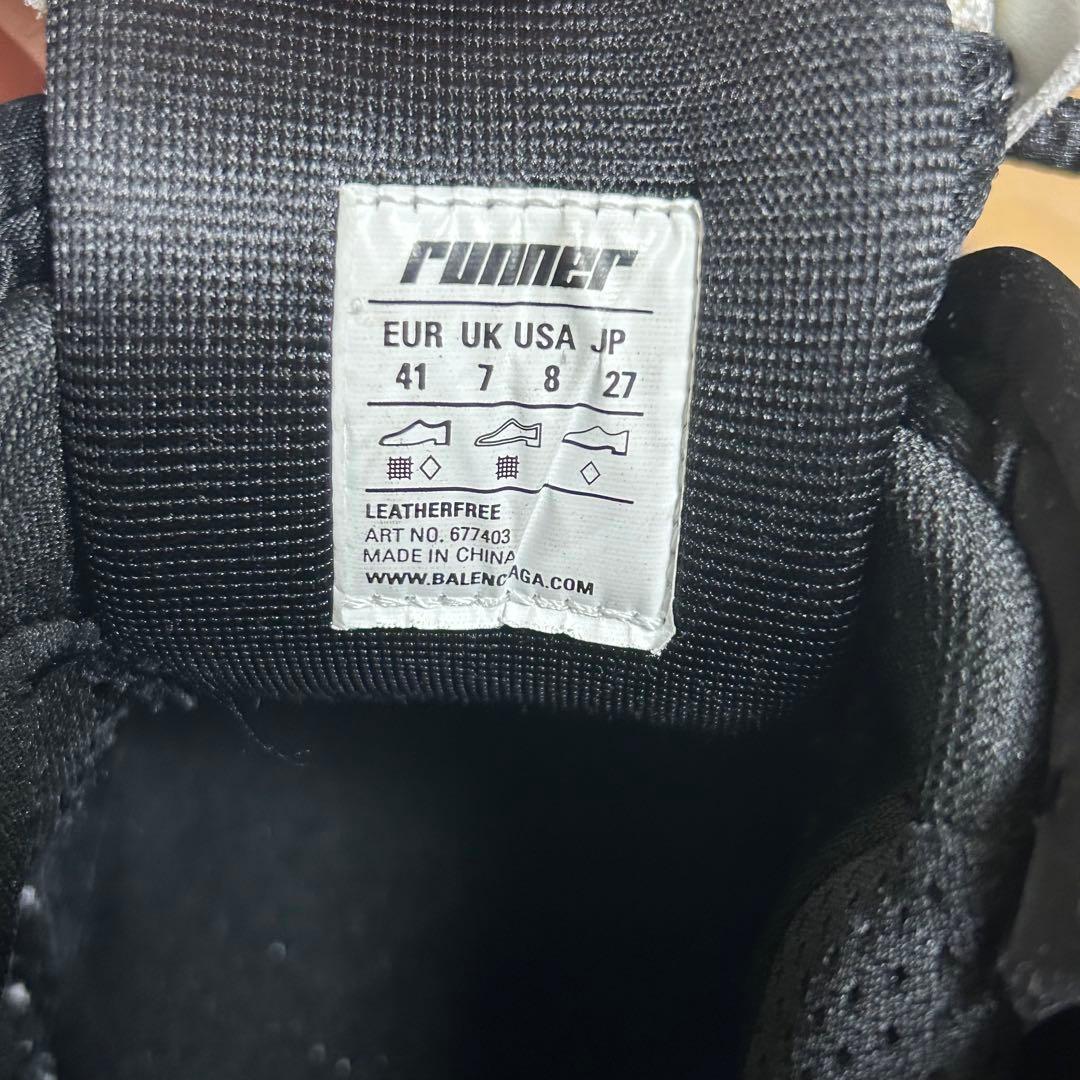 runner
EUR UK USA JP
41 7 8 27
LEATHERFREE
ART NO. 677403
MADE IN CHINA
WWW.BALENCIAGA.COM